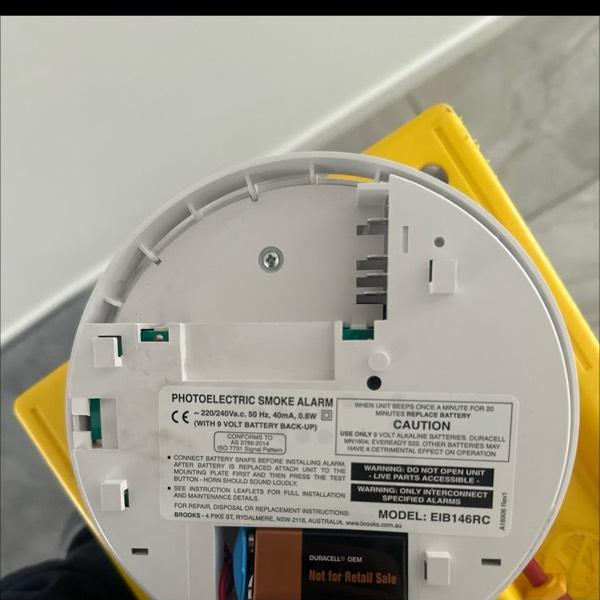 PHOTOELECTRIC SMOKE ALARM
CE ~ 220/240Va.c. 50 Hz, 40mA, 0.8W
(WITH 9 VOLT BATTERY BACK-UP)
CONFORMS TO
AS 3786:2014
ISO 7731 Signal Pattern
• CONNECT BATTERY SNAPS BEFORE INSTALLING ALARM.
AFTER BATTERY IS REPLACED ATTACH UNIT TO THE
MOUNTING PLATE FIRST AND THEN PRESS THE TEST
BUTTON - HORN SHOULD SOUND LOUDLY.
• SEE INSTRUCTION LEAFLETS FOR FULL INSTALLATION
AND MAINTENANCE DETAILS.
FOR REPAIR, DISPOSAL OR REPLACEMENT INSTRUCTIONS:
BROOKS - 4 PIKE ST, RYDALMERE, NSW 2116, AUSTRALIA. www.brooks.com.au
WHEN UNIT BEEPS ONCE A MINUTE FOR 20
MINUTES REPLACE BATTERY
CAUTION
USE ONLY 9 VOLT ALKALINE BATTERIES. DURACELL
MN1604; EVEREADY 522. OTHER BATTERIES MAY
HAVE A DETRIMENTAL EFFECT ON OPERATION
WARNING: DO NOT OPEN UNIT
- LIVE PARTS ACCESSIBLE -
WARNING: ONLY INTERCONNECT
SPECIFIED ALARMS
MODEL: EIB146RC
A18906 Rev1
DURACELL® OEM
Not for Retail Sale